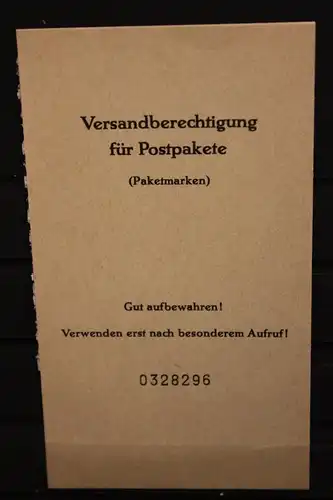 Versandberechtigung
für Postpakete
(Paketmarken)
Gut aufbewahren!
Verwenden erst nach besonderem Aufruf!
0328296